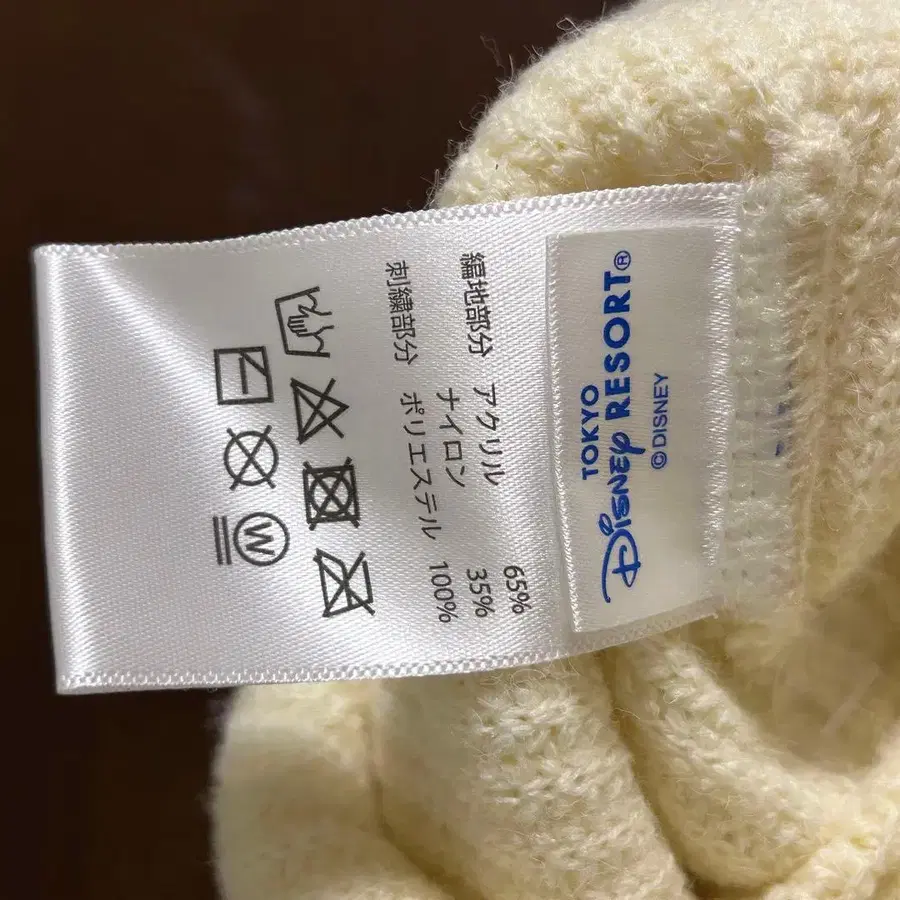 TOKYO
DISNEY RESORT®
©DISNEY
編地部分 アクリル 65%
ナイロン 35%
刺繍部分 ポリエステル 100%
W